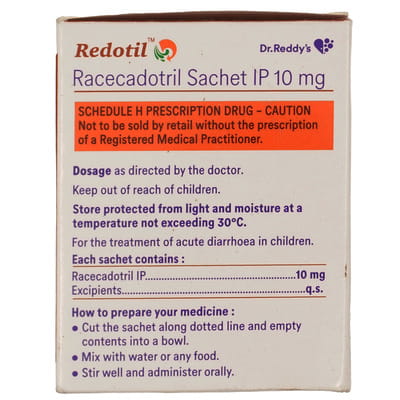 Redotil™
Dr.Reddy's
Racecadotril Sachet IP 10 mg
SCHEDULE H PRESCRIPTION DRUG – CAUTION
Not to be sold by retail without the prescription
of a Registered Medical Practitioner.
Dosage as directed by the doctor.
Keep out of reach of children.
Store protected from light and moisture at a
temperature not exceeding 30°C.
For the treatment of acute diarrhoea in children.
Each sachet contains :
Racecadotril IP..........................................10 mg
Excipients...................................................q.s.
How to prepare your medicine :
• Cut the sachet along dotted line and empty
contents into a bowl.
• Mix with water or any food.
• Stir well and administer orally.